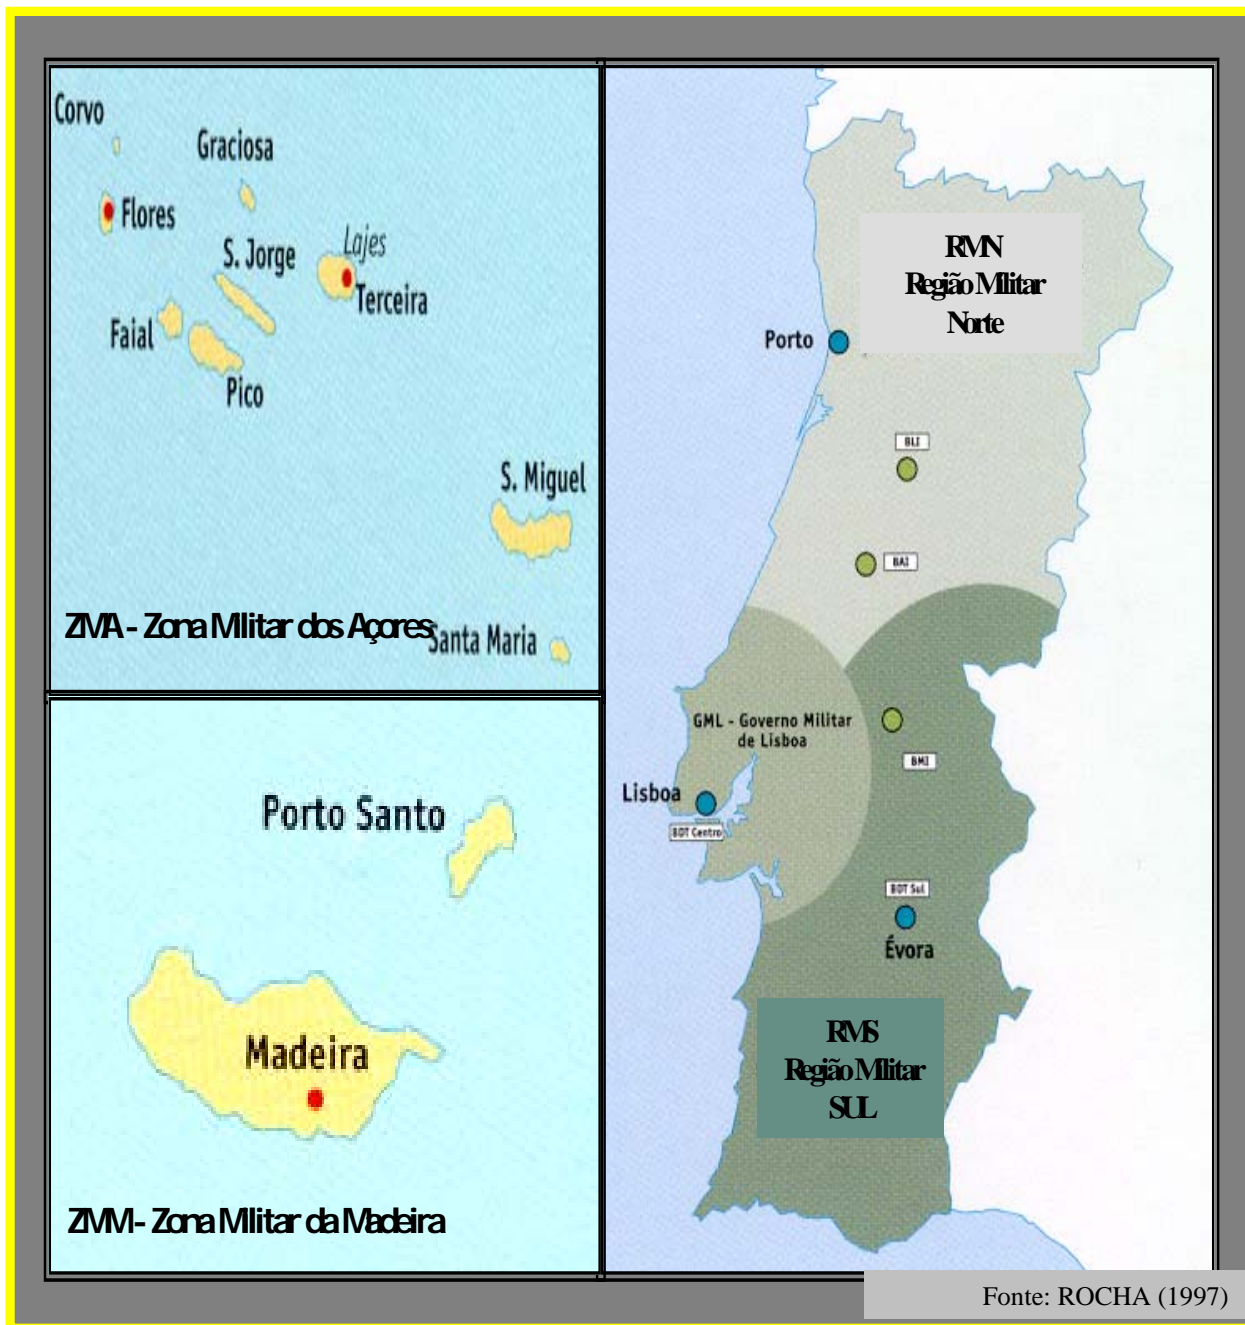 Corvo
Graciosa
Flores
S. Jorge
Lajes
Terceira
Faial
Pico
S. Miguel
ZMA - Zona Militar dos Açores
Santa Maria
Porto Santo
Madeira
ZMM - Zona Militar da Madeira
RMN
Região Militar
Norte
Porto
BLI
BAI
GML - Governo Militar
de Lisboa
BMI
Lisboa
BDT Centro
BDT Sul
Évora
RMS
Região Militar
SUL
Fonte: ROCHA (1997)